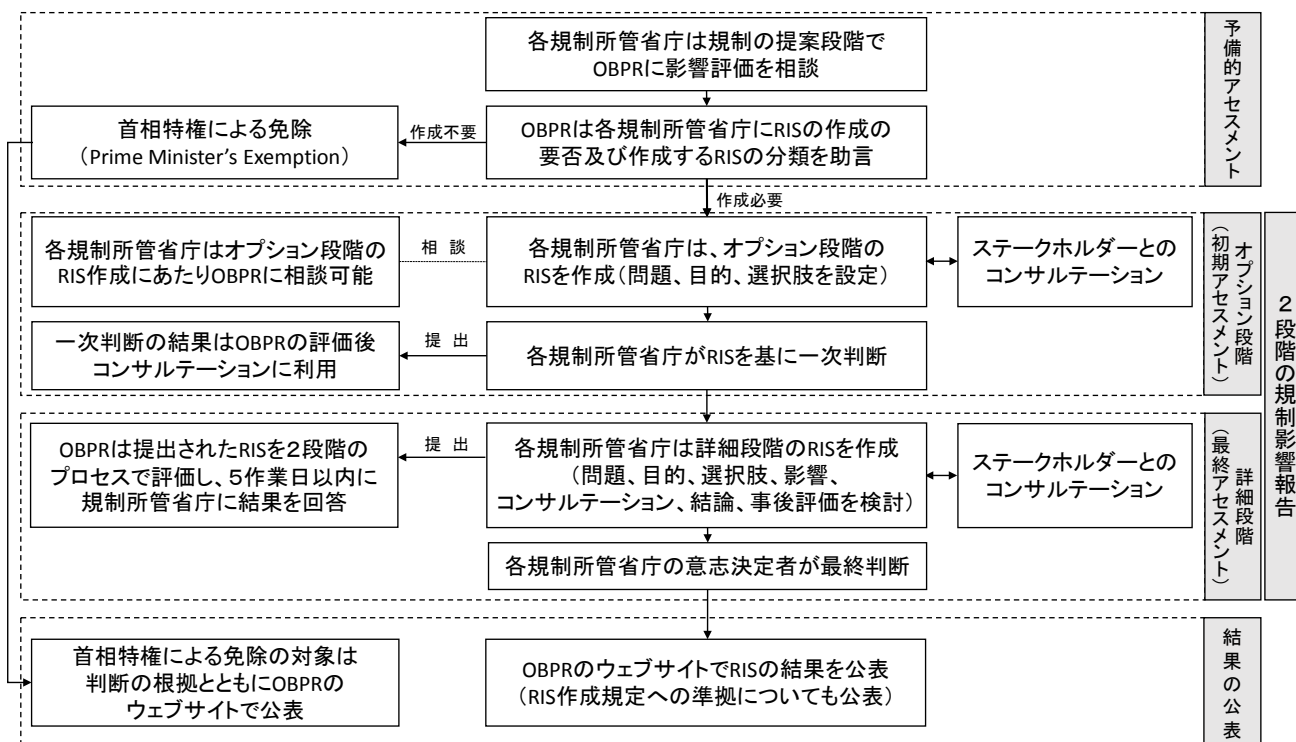 各規制所管省庁は規制の提案段階で
OBPRに影響評価を相談
予備的アセスメント
首相特権による免除
（Prime Minister’s Exemption）
作成不要
OBPRは各規制所管省庁にRISの作成の
要否及び作成するRISの分類を助言
作成必要
各規制所管省庁はオプション段階の
RIS作成にあたりOBPRに相談可能
相 談
各規制所管省庁は、オプション段階の
RISを作成（問題、目的、選択肢を設定）
ステークホルダーとの
コンサルテーション
オプション段階
（初期アセスメント）
2段階の規制影響報告
一次判断の結果はOBPRの評価後
コンサルテーションに利用
提 出
各規制所管省庁がRISを基に一次判断
OBPRは提出されたRISを２段階の
プロセスで評価し、５作業日以内に
規制所管省庁に結果を回答
提 出
各規制所管省庁は詳細段階のRISを作成
（問題、目的、選択肢、影響、
コンサルテーション、結論、事後評価を検討）
ステークホルダーとの
コンサルテーション
詳細段階
（最終アセスメント）
各規制所管省庁の意志決定者が最終判断
首相特権による免除の対象は
判断の根拠とともにOBPRの
ウェブサイトで公表
OBPRのウェブサイトでRISの結果を公表
（RIS作成規定への準拠についても公表）
結果の公表